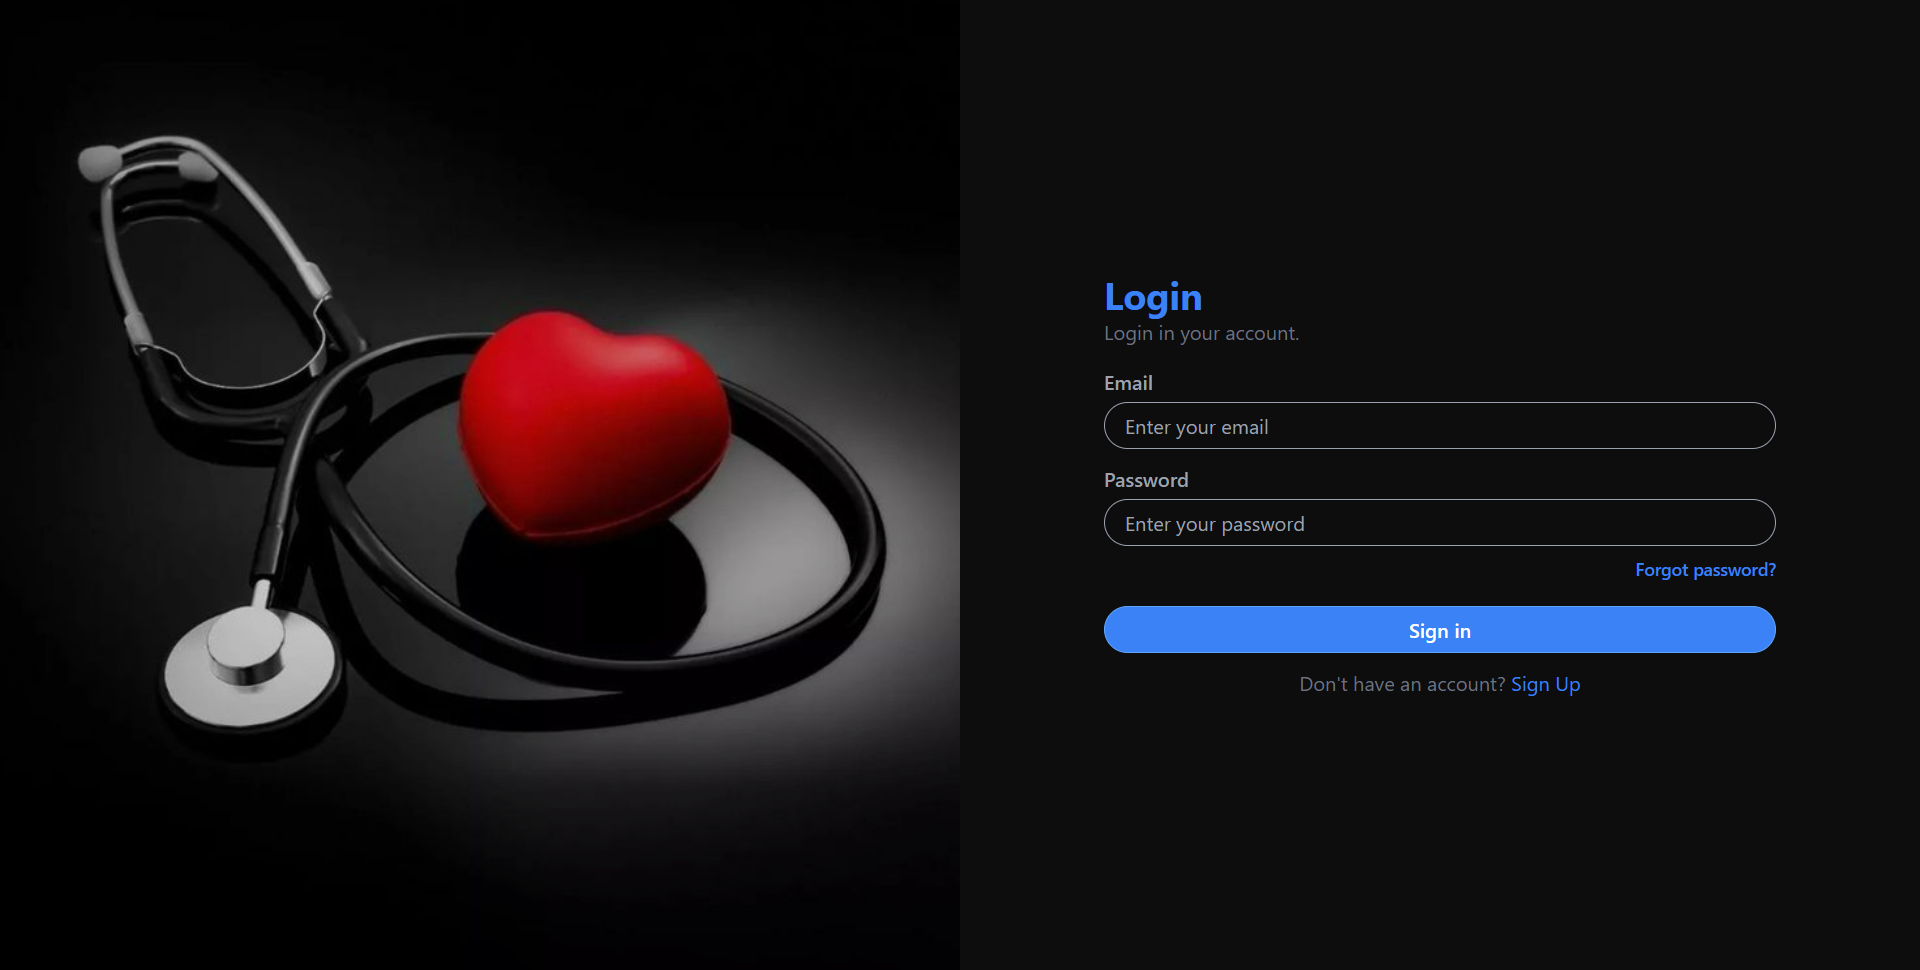 Login
Login in your account.
Email
Enter your email
Password
Enter your password
Forgot password?
Sign in
Don't have an account? Sign Up